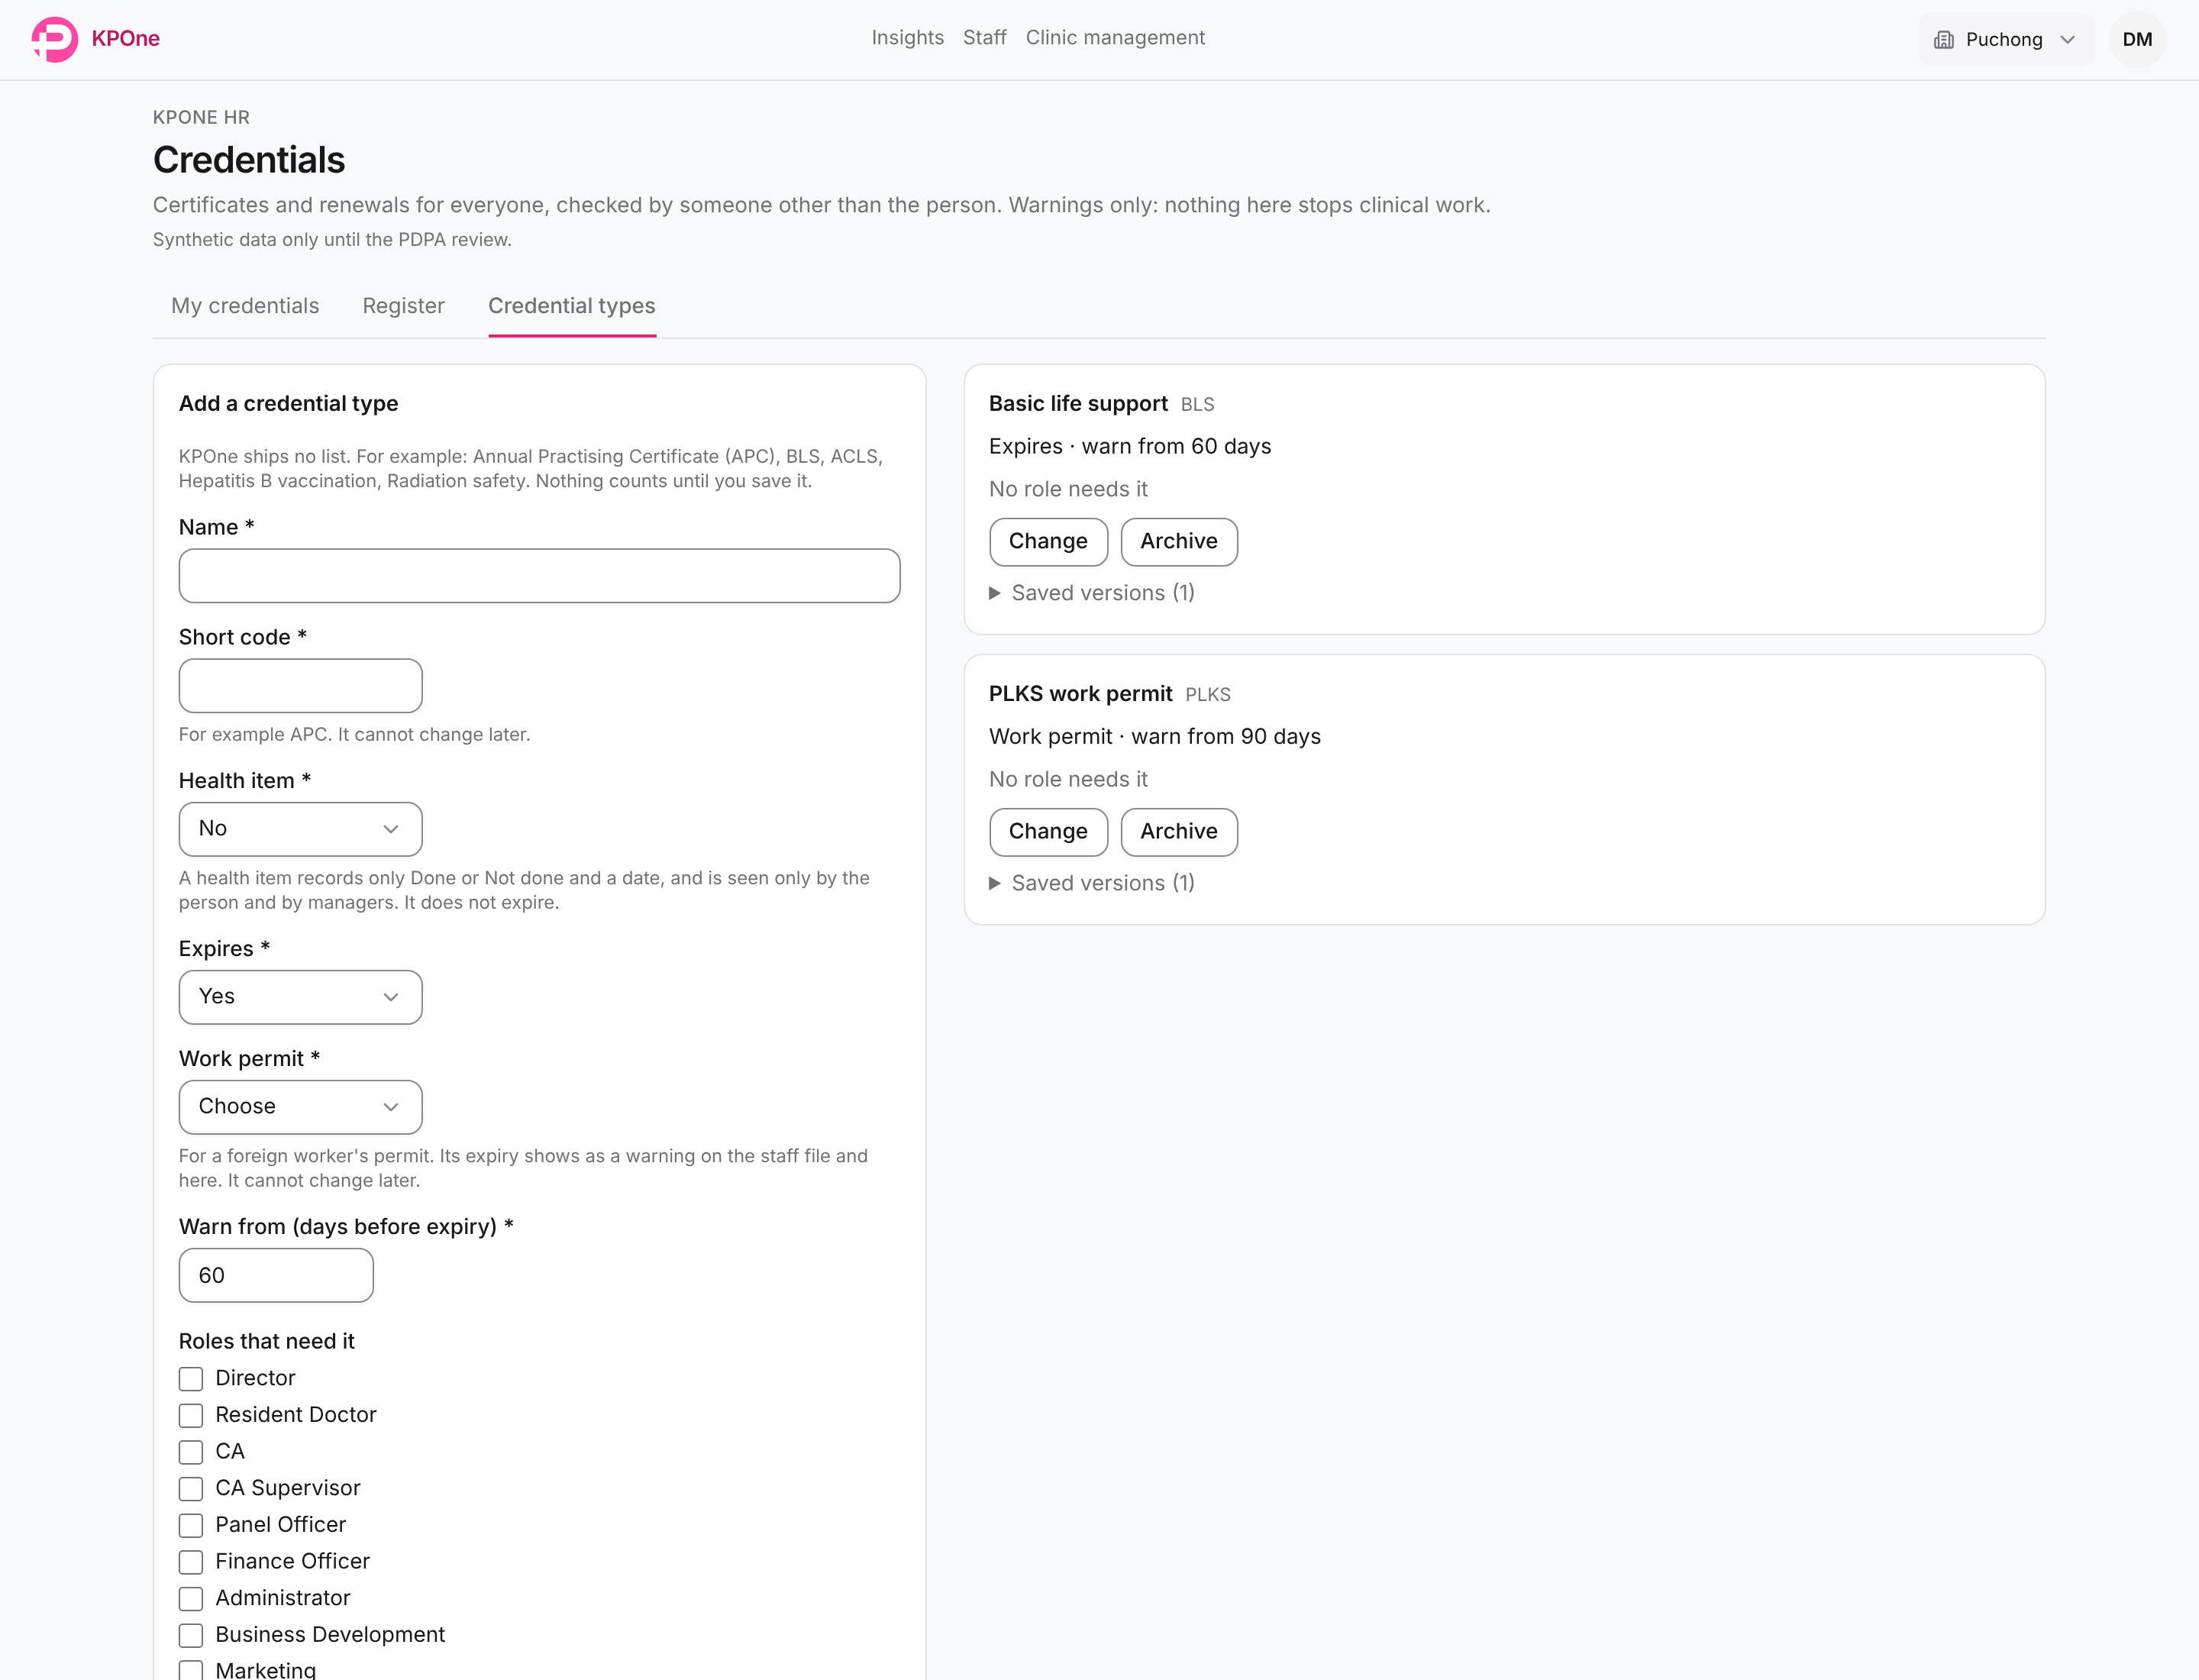 KPOne
Insights Staff Clinic management
Puchong
DM
KPONE HR
Credentials
Certificates and renewals for everyone, checked by someone other than the person. Warnings only: nothing here stops clinical work.
Synthetic data only until the PDPA review.
My credentials Register Credential types
Add a credential type
KPOne ships no list. For example: Annual Practising Certificate (APC), BLS, ACLS,
Hepatitis B vaccination, Radiation safety. Nothing counts until you save it.
Name *
Short code *
For example APC. It cannot change later.
Health item *
No
A health item records only Done or Not done and a date, and is seen only by the
person and by managers. It does not expire.
Expires *
Yes
Work permit *
Choose
For a foreign worker's permit. Its expiry shows as a warning on the staff file and
here. It cannot change later.
Warn from (days before expiry) *
60
Roles that need it
Director
Resident Doctor
CA
CA Supervisor
Panel Officer
Finance Officer
Administrator
Business Development
Marketing
Basic life support BLS
Expires · warn from 60 days
No role needs it
Change Archive
Saved versions (1)
PLKS work permit PLKS
Work permit · warn from 90 days
No role needs it
Change Archive
Saved versions (1)